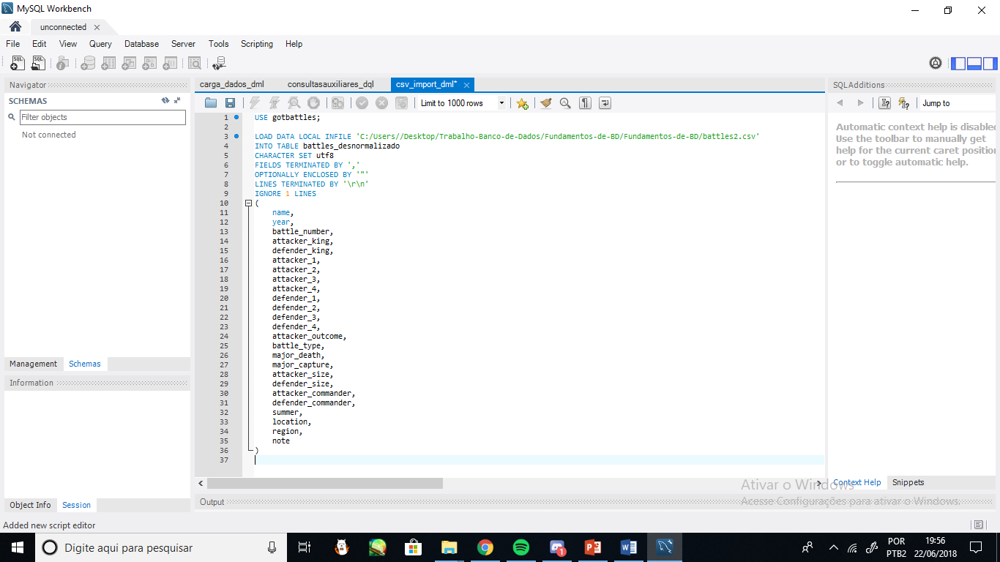 MySQL Workbench
unconnected
File Edit View Query Database Server Tools Scripting Help
Navigator
SCHEMAS
Filter objects
Not connected
Management Schemas
Information
Object Info Session
Added new script editor
carga_dados_dml consultasauxiliares_dql csv_import_dml*
Limit to 1000 rows
1 USE gotbattles;
2
3 LOAD DATA LOCAL INFILE 'C:/Users//Desktop/Trabalho-Banco-de-Dados/Fundamentos-de-BD/Fundamentos-de-BD/battles2.csv'
4 INTO TABLE battles_desnormalizado
5 CHARACTER SET utf8
6 FIELDS TERMINATED BY ','
7 OPTIONALLY ENCLOSED BY '"'
8 LINES TERMINATED BY '\r\n'
9 IGNORE 1 LINES
10 (
11 name,
12 year,
13 battle_number,
14 attacker_king,
15 defender_king,
16 attacker_1,
17 attacker_2,
18 attacker_3,
19 attacker_4,
20 defender_1,
21 defender_2,
22 defender_3,
23 defender_4,
24 attacker_outcome,
25 battle_type,
26 major_death,
27 major_capture,
28 attacker_size,
29 defender_size,
30 attacker_commander,
31 defender_commander,
32 summer,
33 location,
34 region,
35 note
36 )
37
Output
SQLAdditions
Jump to
Automatic context help is disabled
Use the toolbar to manually get
help for the current caret position
or to toggle automatic help.
Context Help Snippets
Ativar o Windows
Acesse Configurações para ativar o Windows.
Digite aqui para pesquisar
POR
PTB2
19:56
22/06/2018